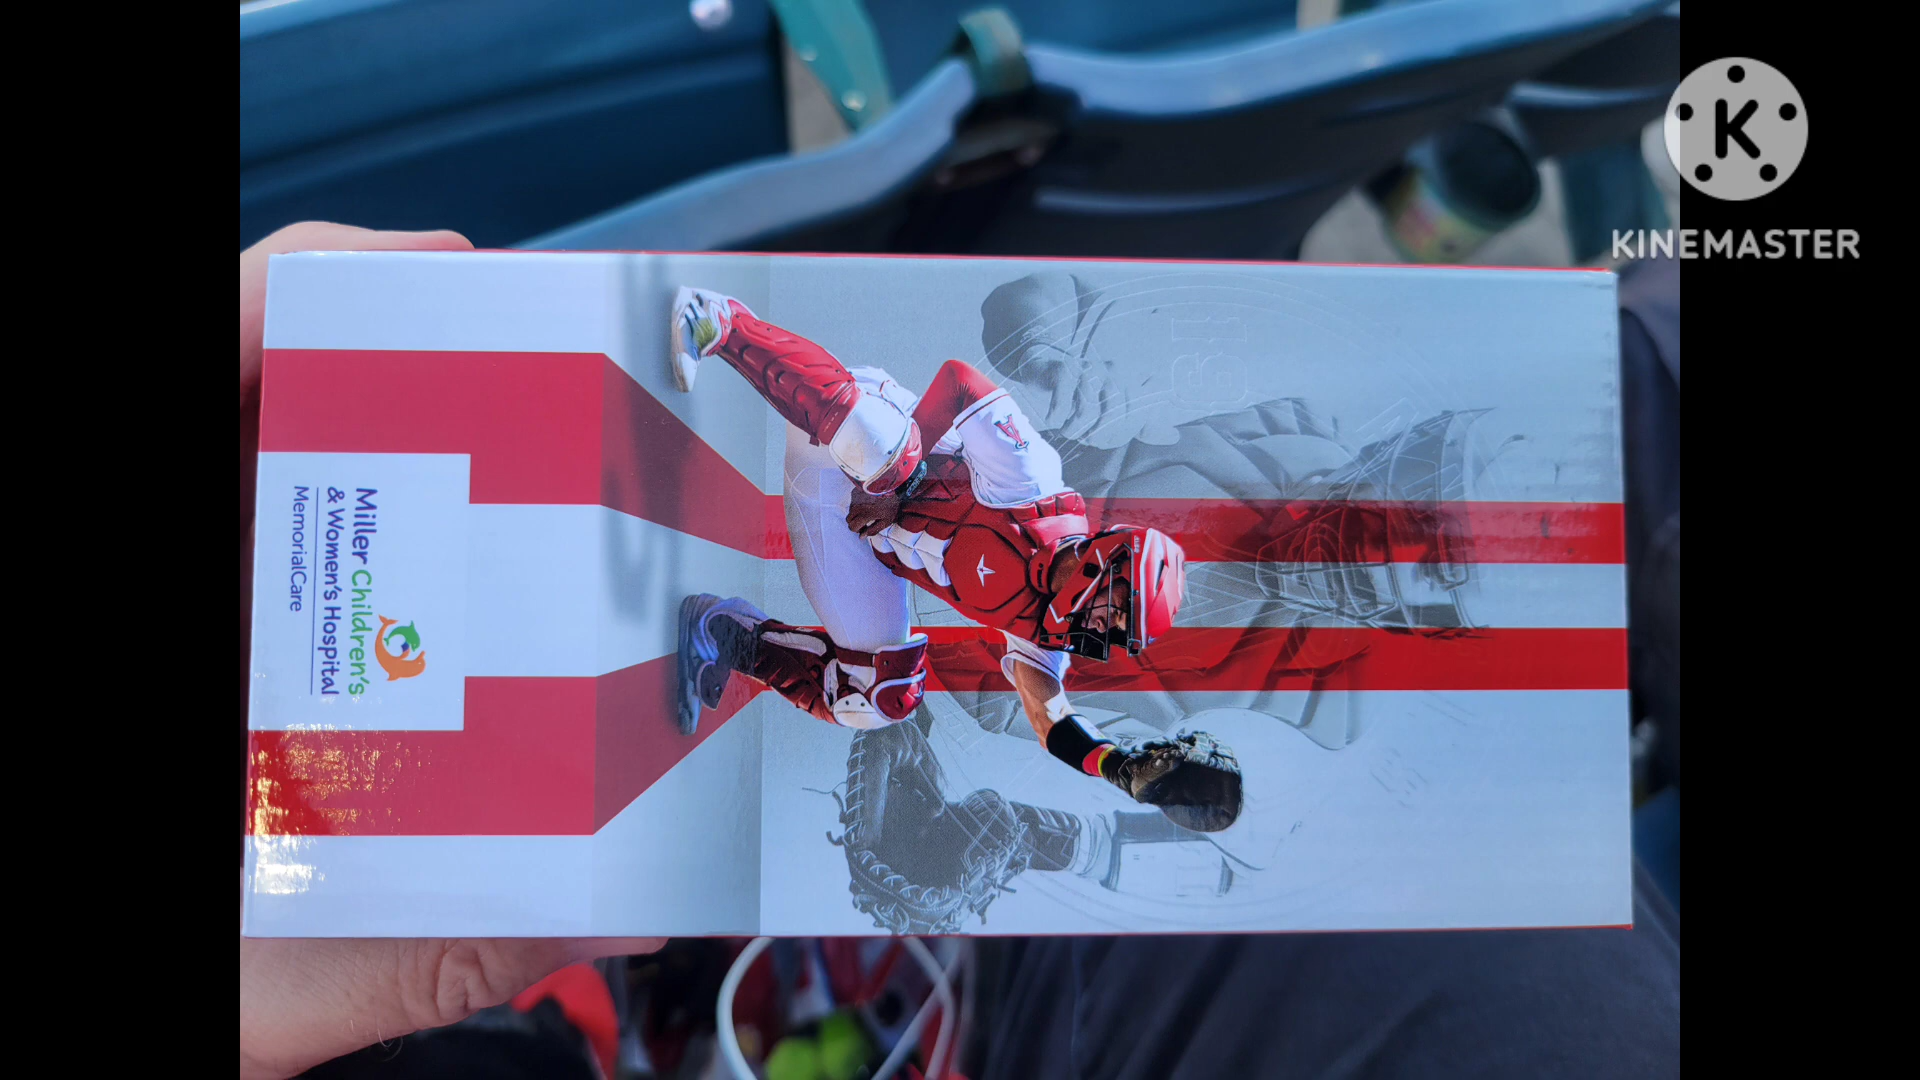 Miller Children's
& Women's Hospital
MemorialCare
K
KINEMASTER